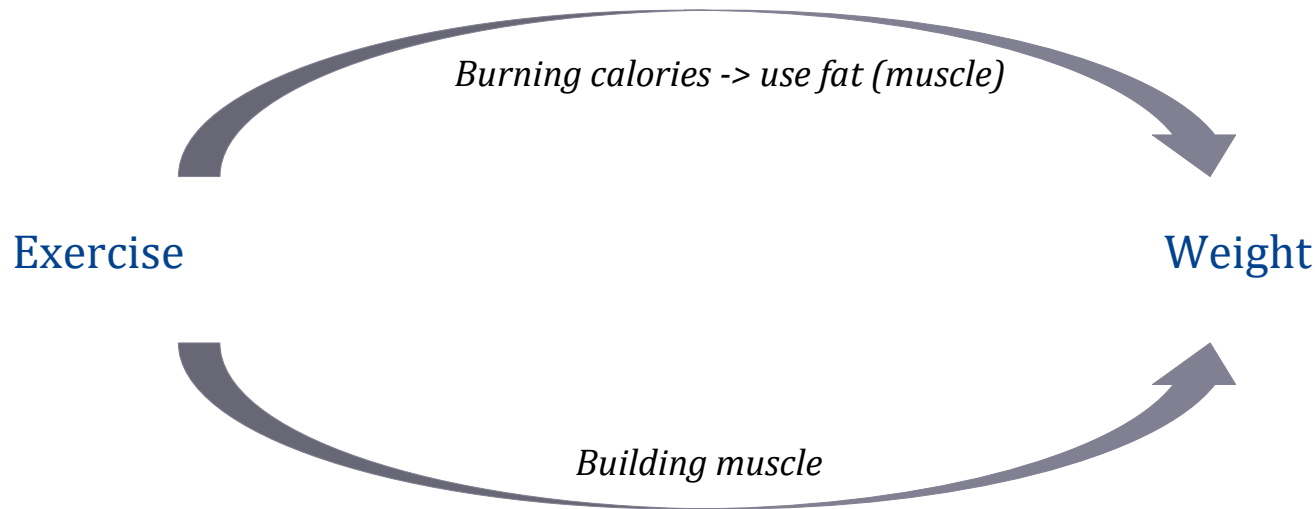 Burning calories -> use fat (muscle)
Exercise
Weight
Building muscle